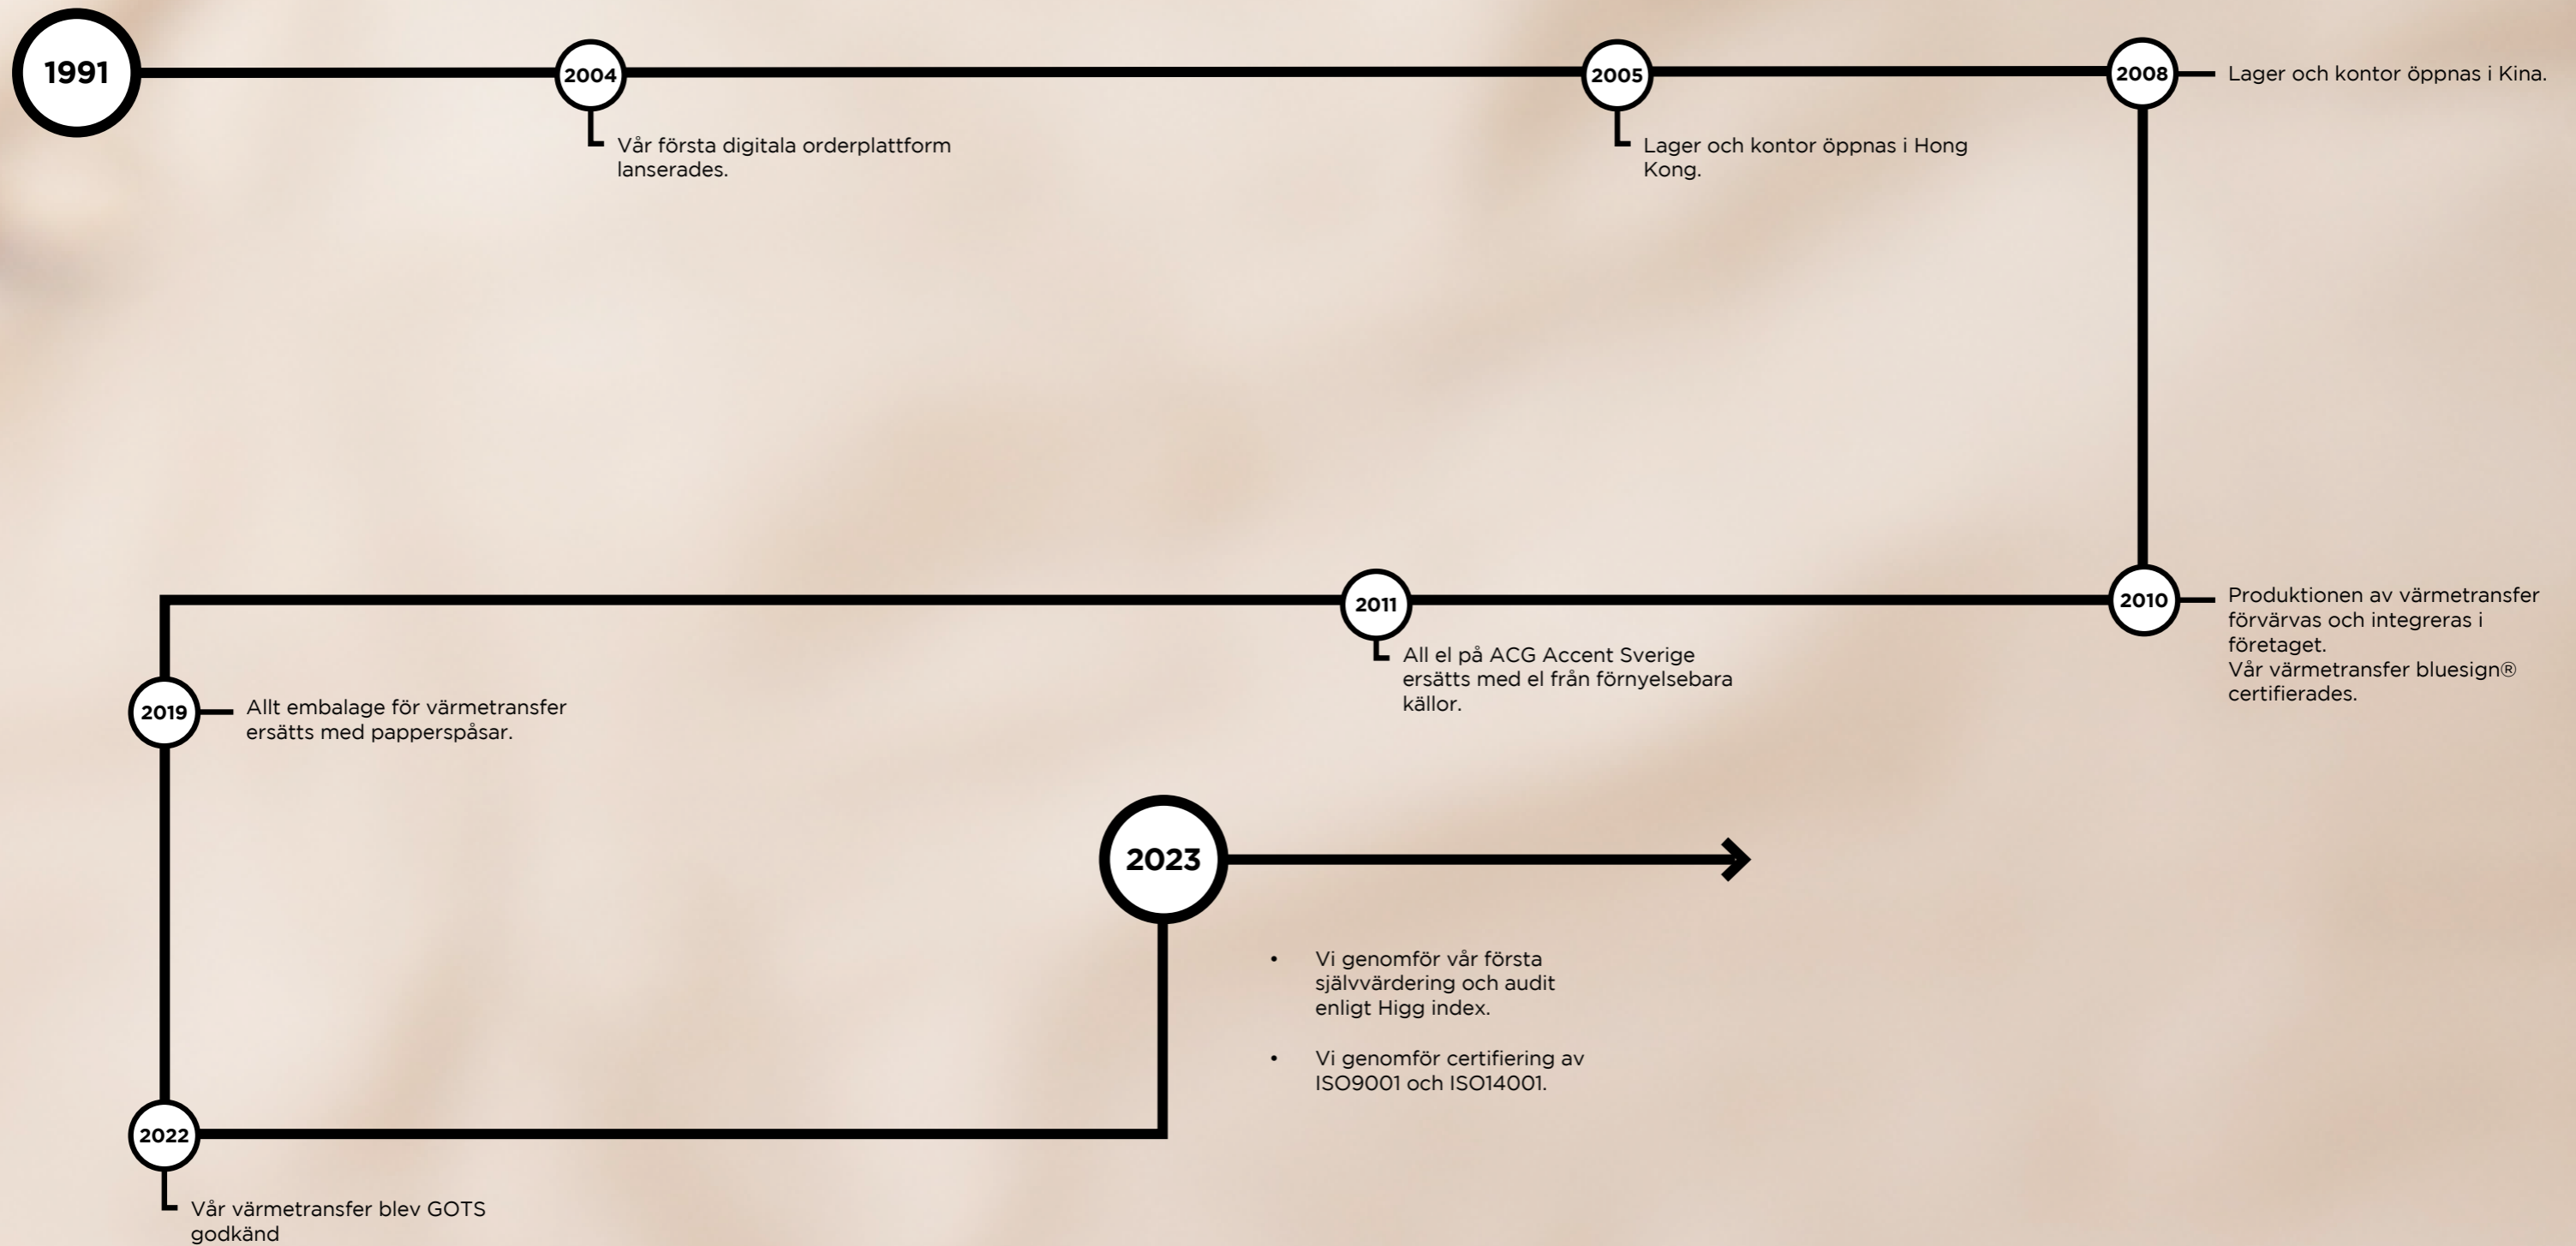 1991
2004
Vår första digitala orderplattform
lanserades.
2005
Lager och kontor öppnas i Hong
Kong.
2008
Lager och kontor öppnas i Kina.
2010
Produktionen av värmetransfer
förvärvas och integreras i
företaget.
Vår värmetransfer bluesign®
certifierades.
2011
All el på ACG Accent Sverige
ersätts med el från förnyelsebara
källor.
2019
Allt embalage för värmetransfer
ersätts med papperspåsar.
2022
Vår värmetransfer blev GOTS
godkänd
2023
• Vi genomför vår första
självvärdering och audit
enligt Higg index.
• Vi genomför certifiering av
ISO9001 och ISO14001.